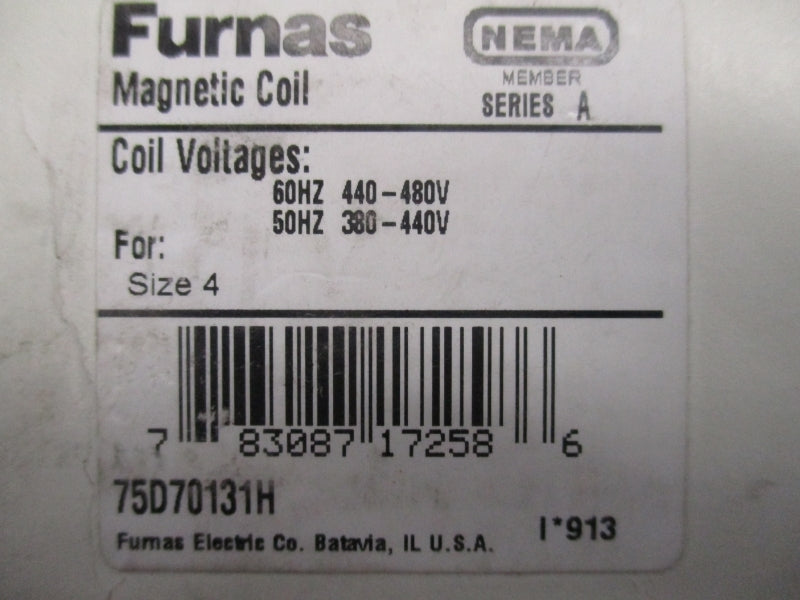 Furnas
NEMA
MEMBER
Magnetic Coil
SERIES A
Coil Voltages:
60HZ 440-480V
50HZ 380-440V
For:
Size 4
7 83087 17258 6
75D70131H
Furnas Electric Co. Batavia, IL U.S.A.
I*913